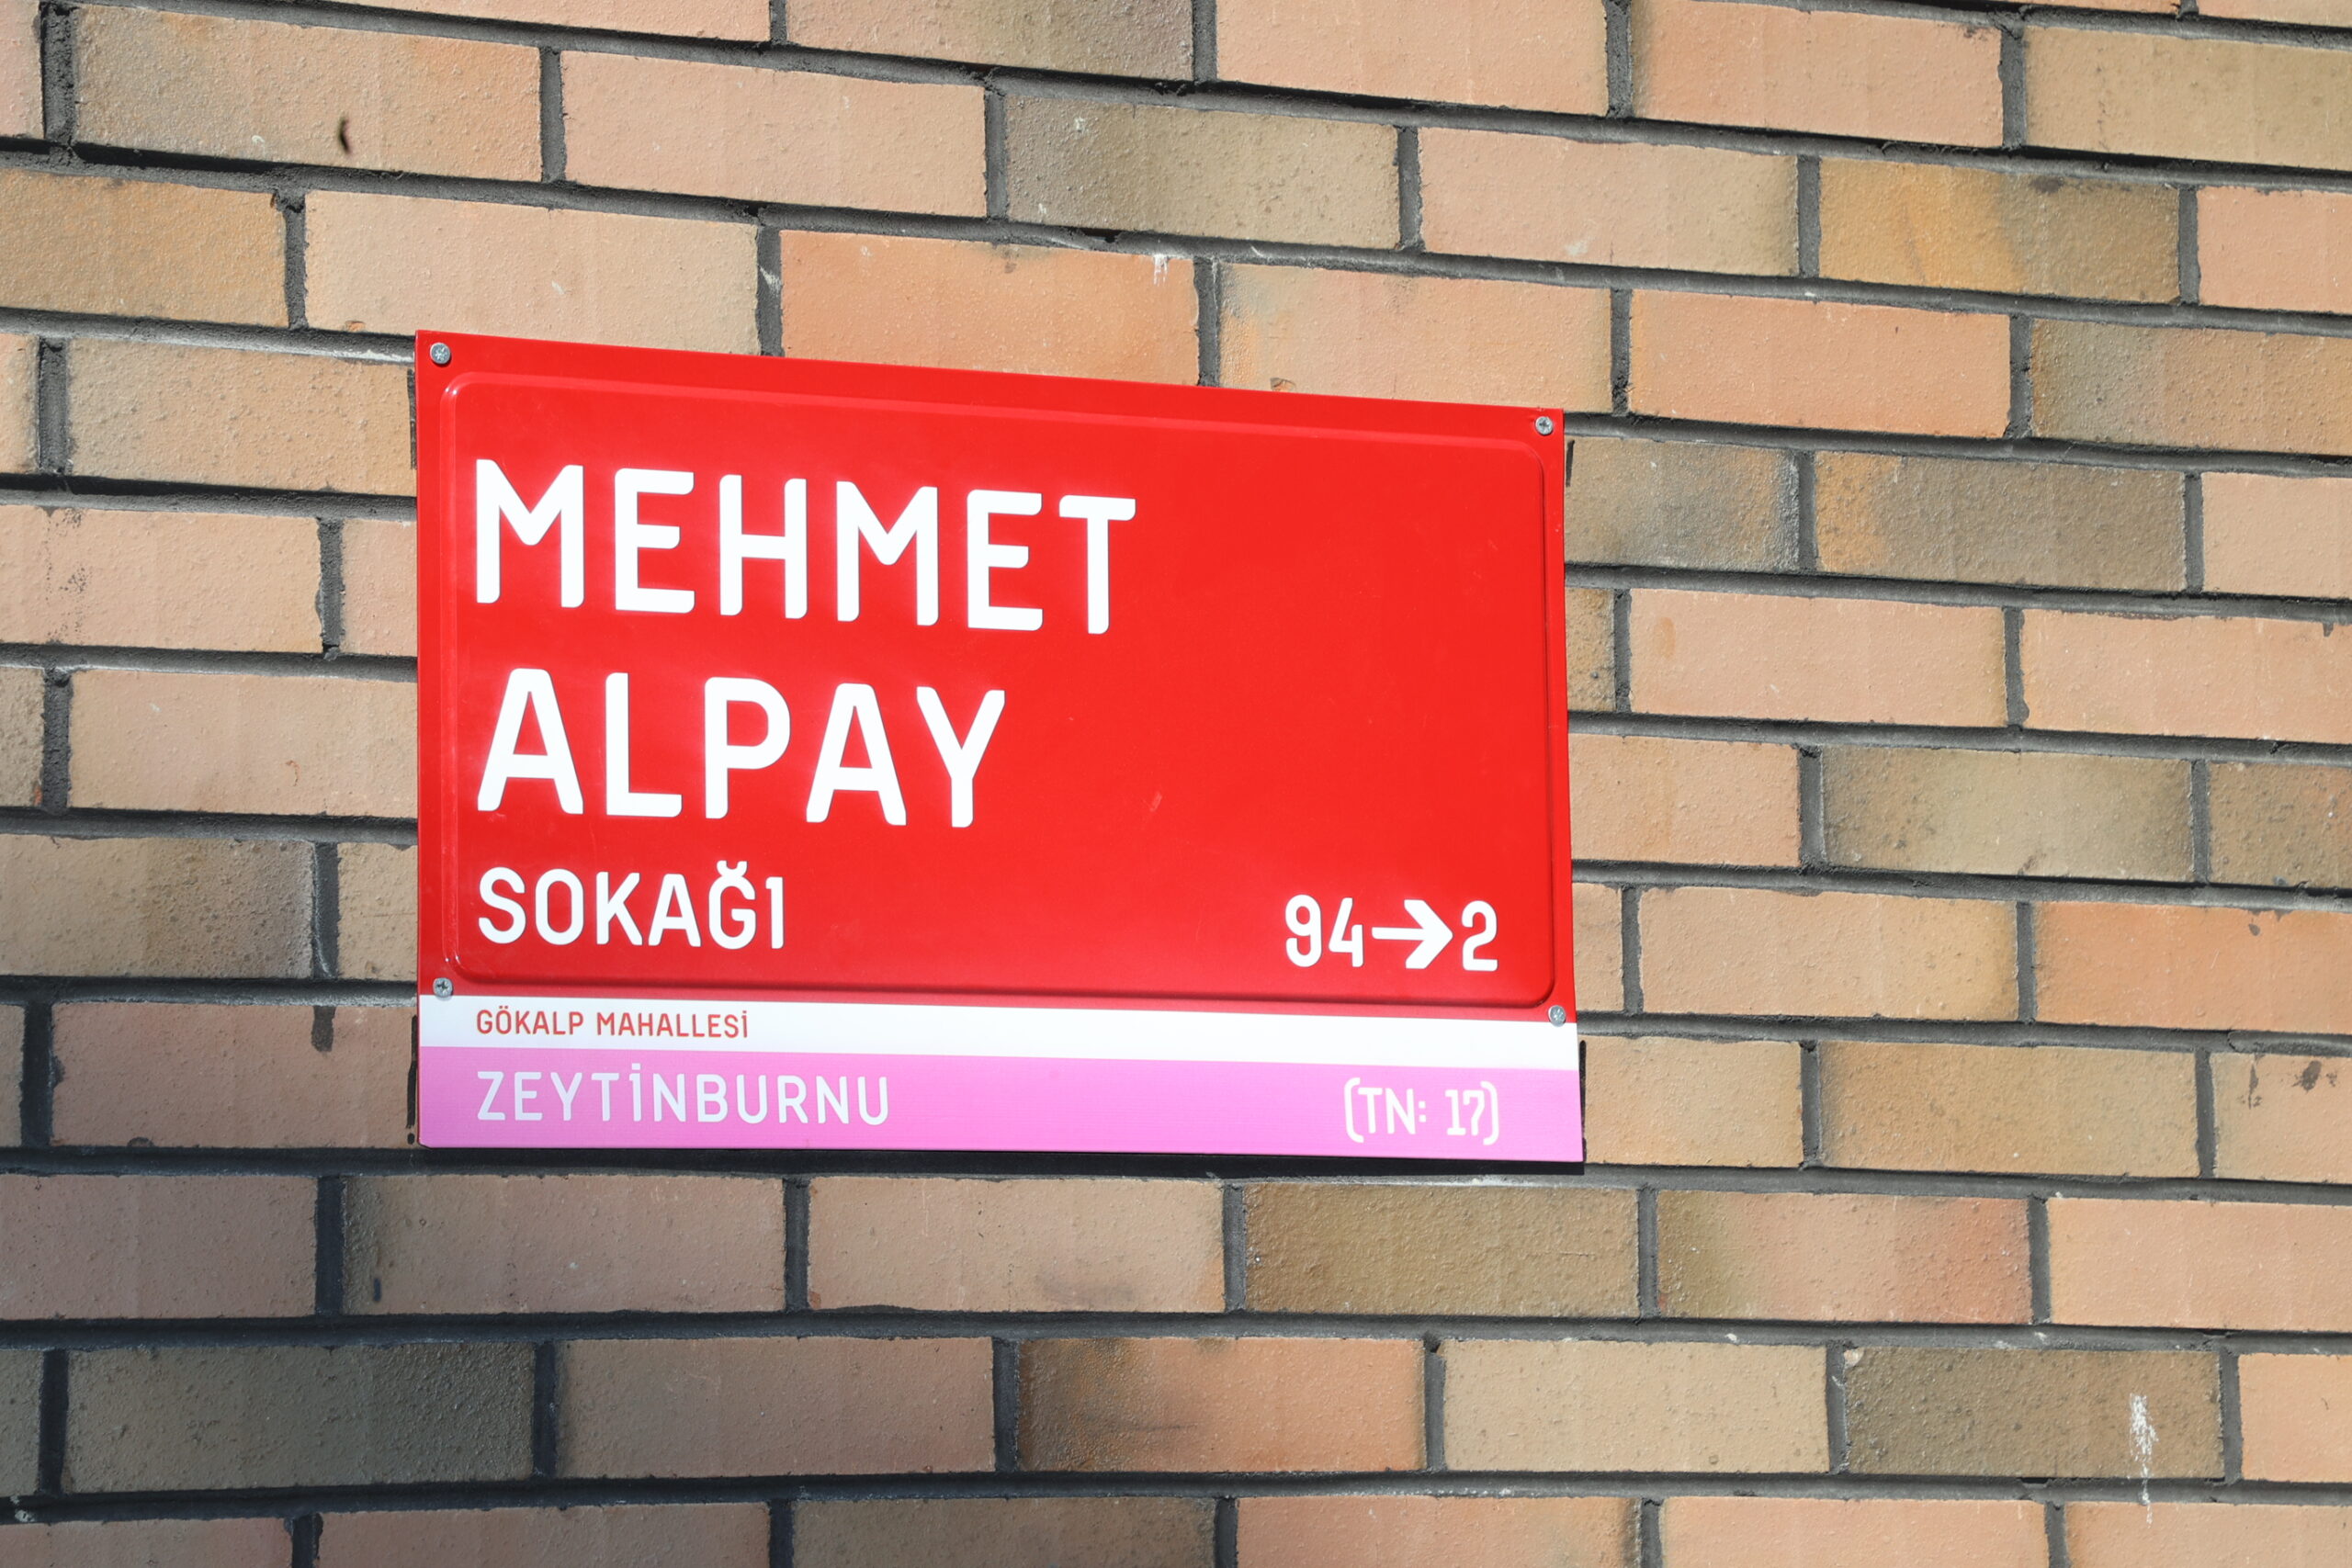 MEHMET
ALPAY
SOKAĞI
94→2
GÖKALP MAHALLESİ
ZEYTİNBURNU
(TN: 17)